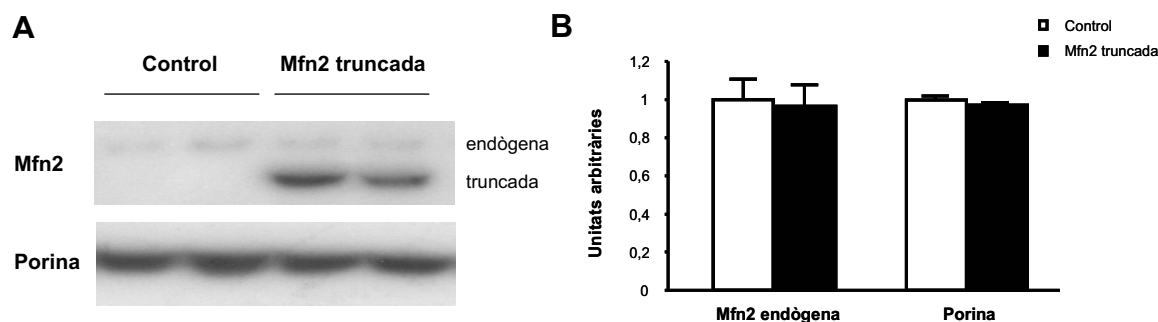 A
Control
Mfn2 truncada
Mfn2
endògena
truncada
Porina
B
Control
Mfn2 truncada
Unitats arbitràries
1,2
1
0,8
0,6
0,4
0,2
0
Mfn2 endògena
Porina